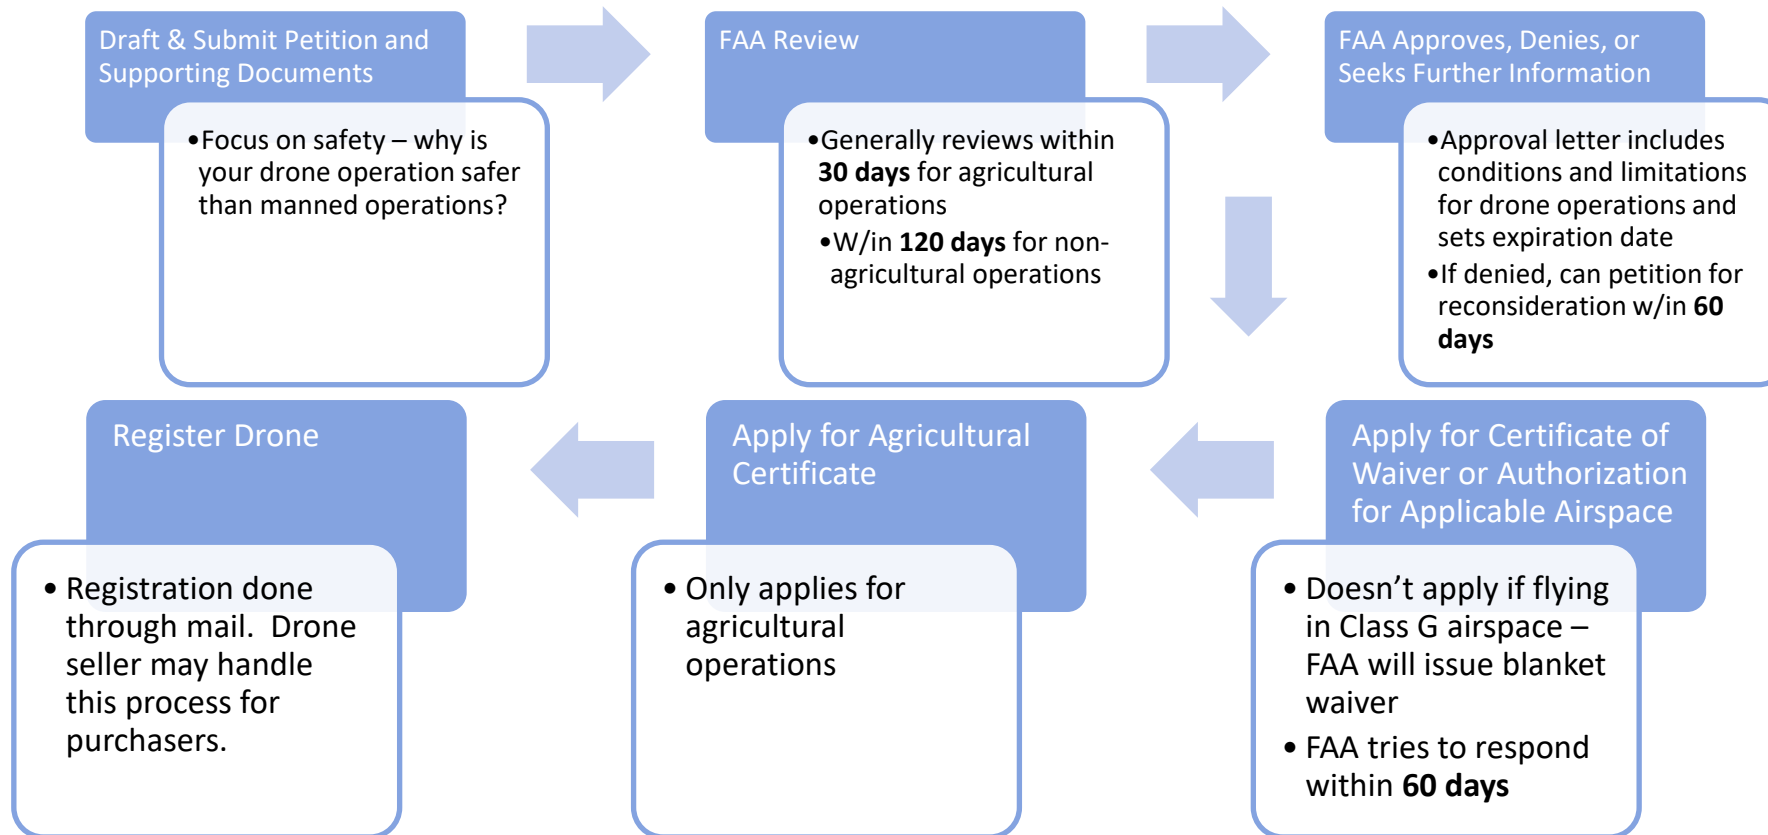 Draft & Submit Petition and
Supporting Documents
•Focus on safety – why is
your drone operation safer
than manned operations?
FAA Review
•Generally reviews within
30 days for agricultural
operations
•W/in 120 days for non-
agricultural operations
FAA Approves, Denies, or
Seeks Further Information
•Approval letter includes
conditions and limitations
for drone operations and
sets expiration date
•If denied, can petition for
reconsideration w/in 60
days
Apply for Certificate of
Waiver or Authorization
for Applicable Airspace
• Doesn’t apply if flying
in Class G airspace –
FAA will issue blanket
waiver
• FAA tries to respond
within 60 days
Apply for Agricultural
Certificate
• Only applies for
agricultural
operations
Register Drone
• Registration done
through mail.  Drone
seller may handle
this process for
purchasers.